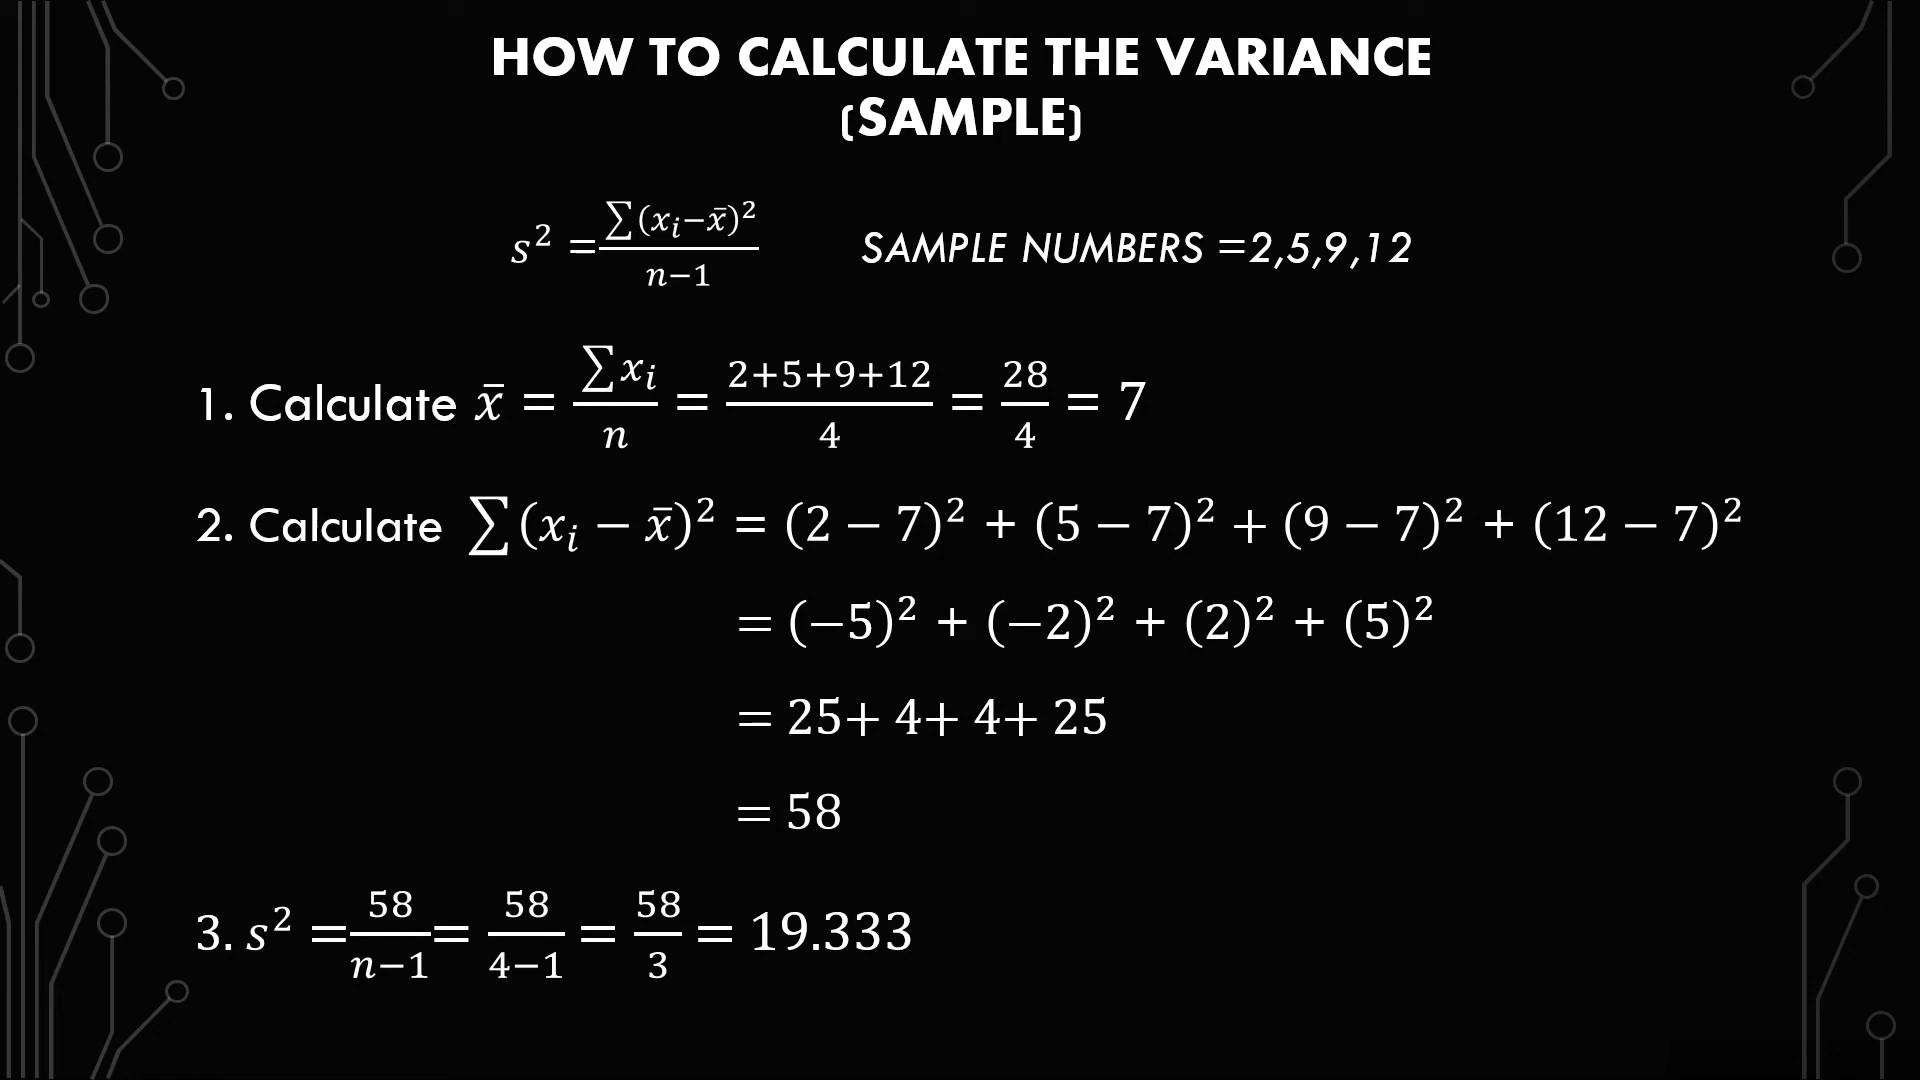 HOW TO CALCULATE THE VARIANCE
(SAMPLE)
s² = ∑(xᵢ−x̄)² / n−1 SAMPLE NUMBERS =2,5,9,12
1. Calculate x̄ = ∑xᵢ / n = 2+5+9+12 / 4 = 28 / 4 = 7
2. Calculate ∑(xᵢ − x̄)² = (2 − 7)² + (5 − 7)² + (9 − 7)² + (12 − 7)²
= (−5)² + (−2)² + (2)² + (5)²
= 25+ 4+ 4+ 25
= 58
3. s² = 58 / n−1 = 58 / 4−1 = 58 / 3 = 19.333